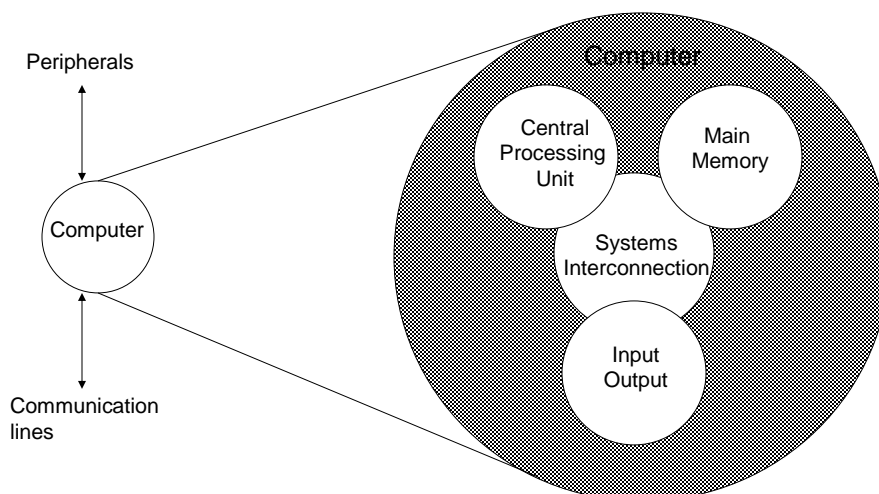 Peripherals
Computer
Communication
lines
Computer
Central
Processing
Unit
Main
Memory
Systems
Interconnection
Input
Output